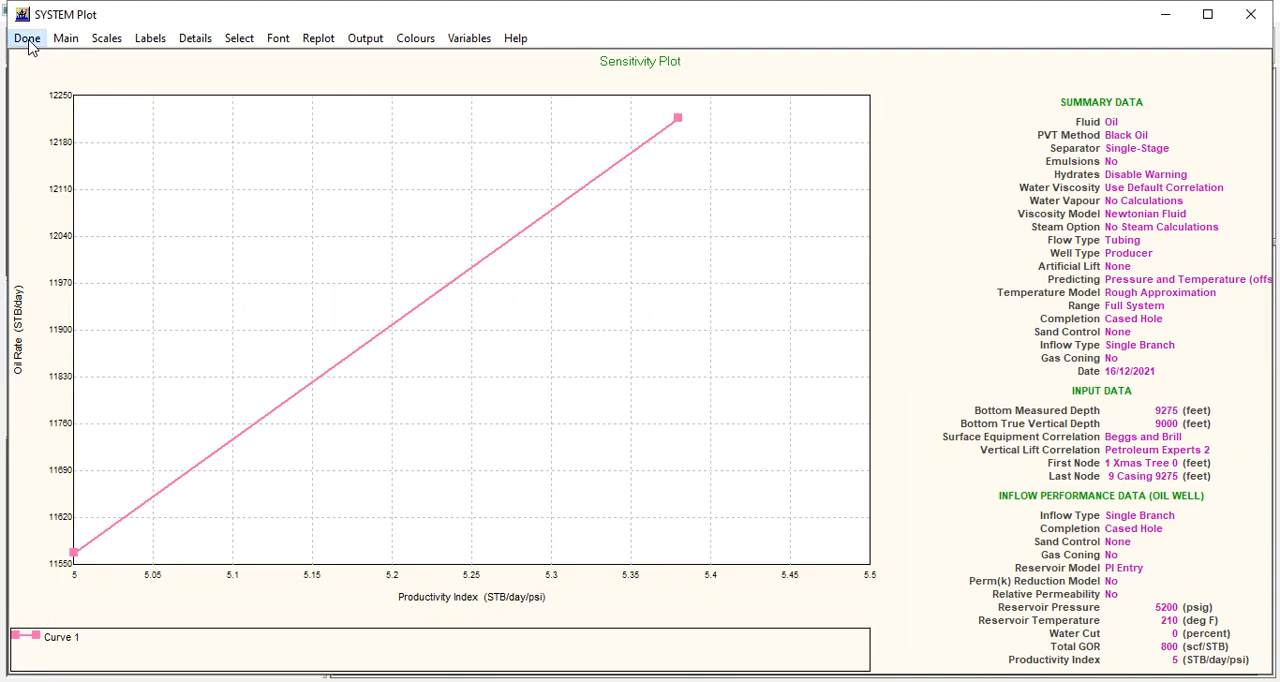 SYSTEM Plot
Done Main Scales Labels Details Select Font Replot Output Colours Variables Help
Sensitivity Plot
12250
12180
12110
12040
11970
11900
11830
11760
11690
11620
11550
Oil Rate (STB/day)
5 5.05 5.1 5.15 5.2 5.25 5.3 5.35 5.4 5.45 5.5
Productivity Index (STB/day/psi)
Curve 1
SUMMARY DATA
Fluid Oil
PVT Method Black Oil
Separator Single-Stage
Emulsions No
Hydrates Disable Warning
Water Viscosity Use Default Correlation
Water Vapour No Calculations
Viscosity Model Newtonian Fluid
Steam Option No Steam Calculations
Flow Type Tubing
Well Type Producer
Artificial Lift None
Predicting Pressure and Temperature (offs
Temperature Model Rough Approximation
Range Full System
Completion Cased Hole
Sand Control None
Inflow Type Single Branch
Gas Coning No
Date 16/12/2021
INPUT DATA
Bottom Measured Depth 9275 (feet)
Bottom True Vertical Depth 9000 (feet)
Surface Equipment Correlation Beggs and Brill
Vertical Lift Correlation Petroleum Experts 2
First Node 1 Xmas Tree 0 (feet)
Last Node 9 Casing 9275 (feet)
INFLOW PERFORMANCE DATA (OIL WELL)
Inflow Type Single Branch
Completion Cased Hole
Sand Control None
Gas Coning No
Reservoir Model PI Entry
Perm(k) Reduction Model No
Relative Permeability No
Reservoir Pressure 5200 (psig)
Reservoir Temperature 210 (deg F)
Water Cut 0 (percent)
Total GOR 800 (scf/STB)
Productivity Index 5 (STB/day/psi)